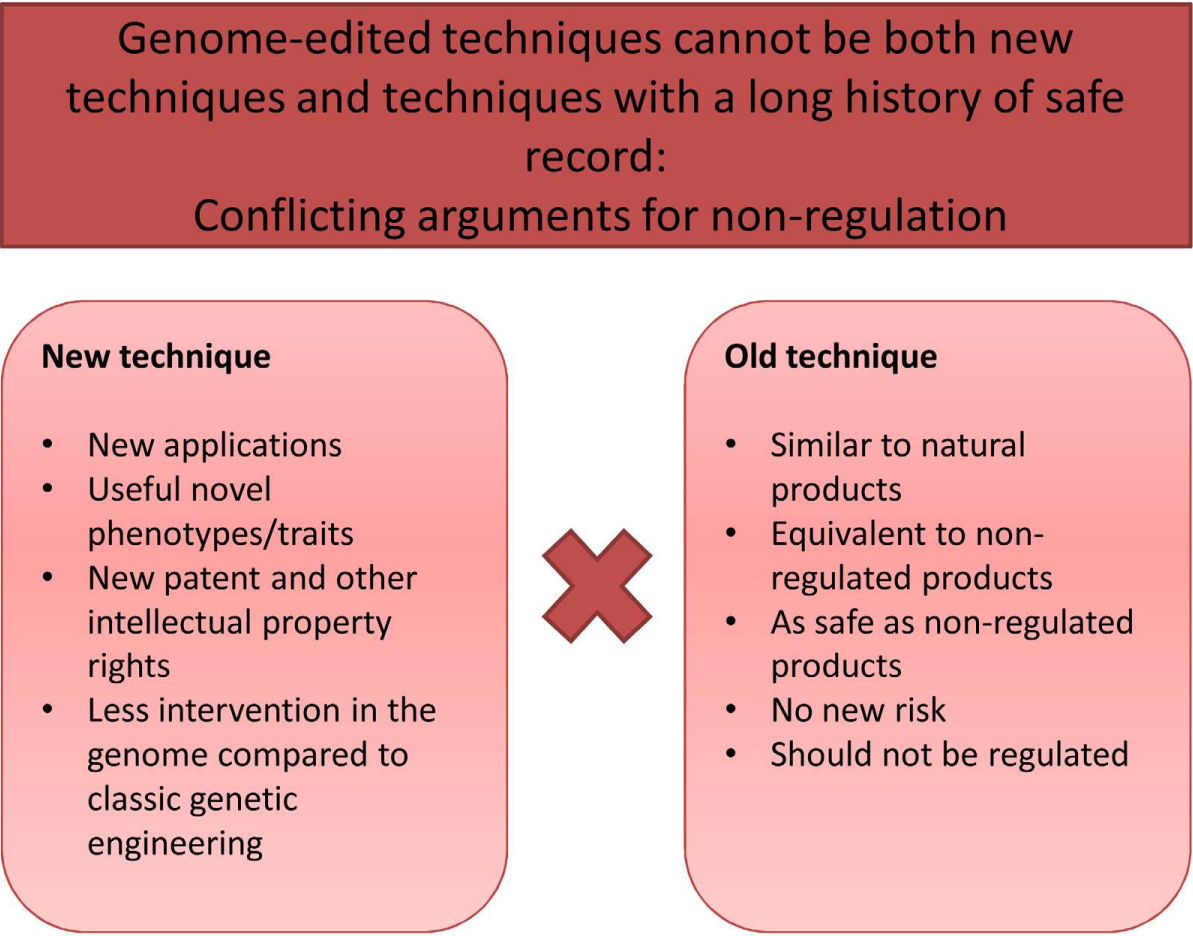 Genome-edited techniques cannot be both new
techniques and techniques with a long history of safe
record:
Conflicting arguments for non-regulation
New technique
• New applications
• Useful novel
phenotypes/traits
• New patent and other
intellectual property
rights
• Less intervention in the
genome compared to
classic genetic
engineering
Old technique
• Similar to natural
products
• Equivalent to non-
regulated products
• As safe as non-regulated
products
• No new risk
• Should not be regulated